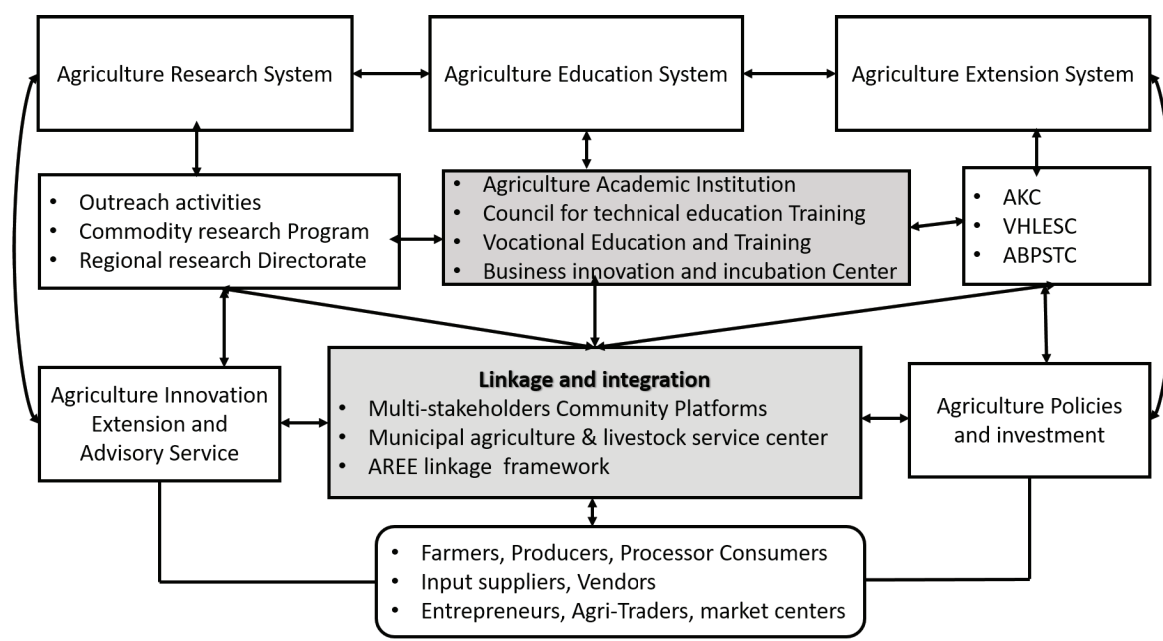 Agriculture Research System
Agriculture Education System
Agriculture Extension System
• Outreach activities
• Commodity research Program
• Regional research Directorate
• Agriculture Academic Institution
• Council for technical education Training
• Vocational Education and Training
• Business innovation and incubation Center
• AKC
• VHLESC
• ABPSTC
Agriculture Innovation
Extension and
Advisory Service
Linkage and integration
• Multi-stakeholders Community Platforms
• Municipal agriculture & livestock service center
• AREE linkage framework
Agriculture Policies
and investment
• Farmers, Producers, Processor Consumers
• Input suppliers, Vendors
• Entrepreneurs, Agri-Traders, market centers